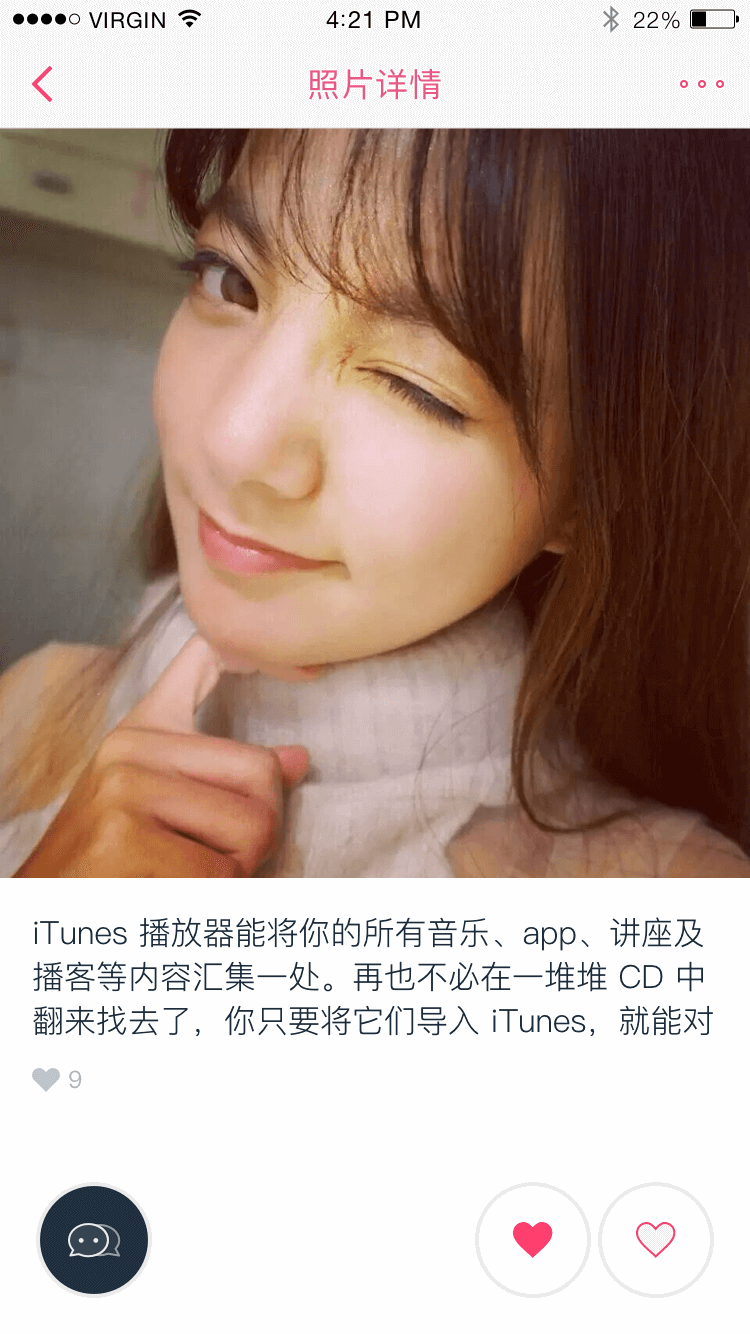 VIRGIN 4:21 PM 22%
照片详情
iTunes 播放器能将你的所有音乐、app、讲座及
播客等内容汇集一处。再也不必在一堆堆 CD 中
翻来找去了，你只要将它们导入 iTunes，就能对
9